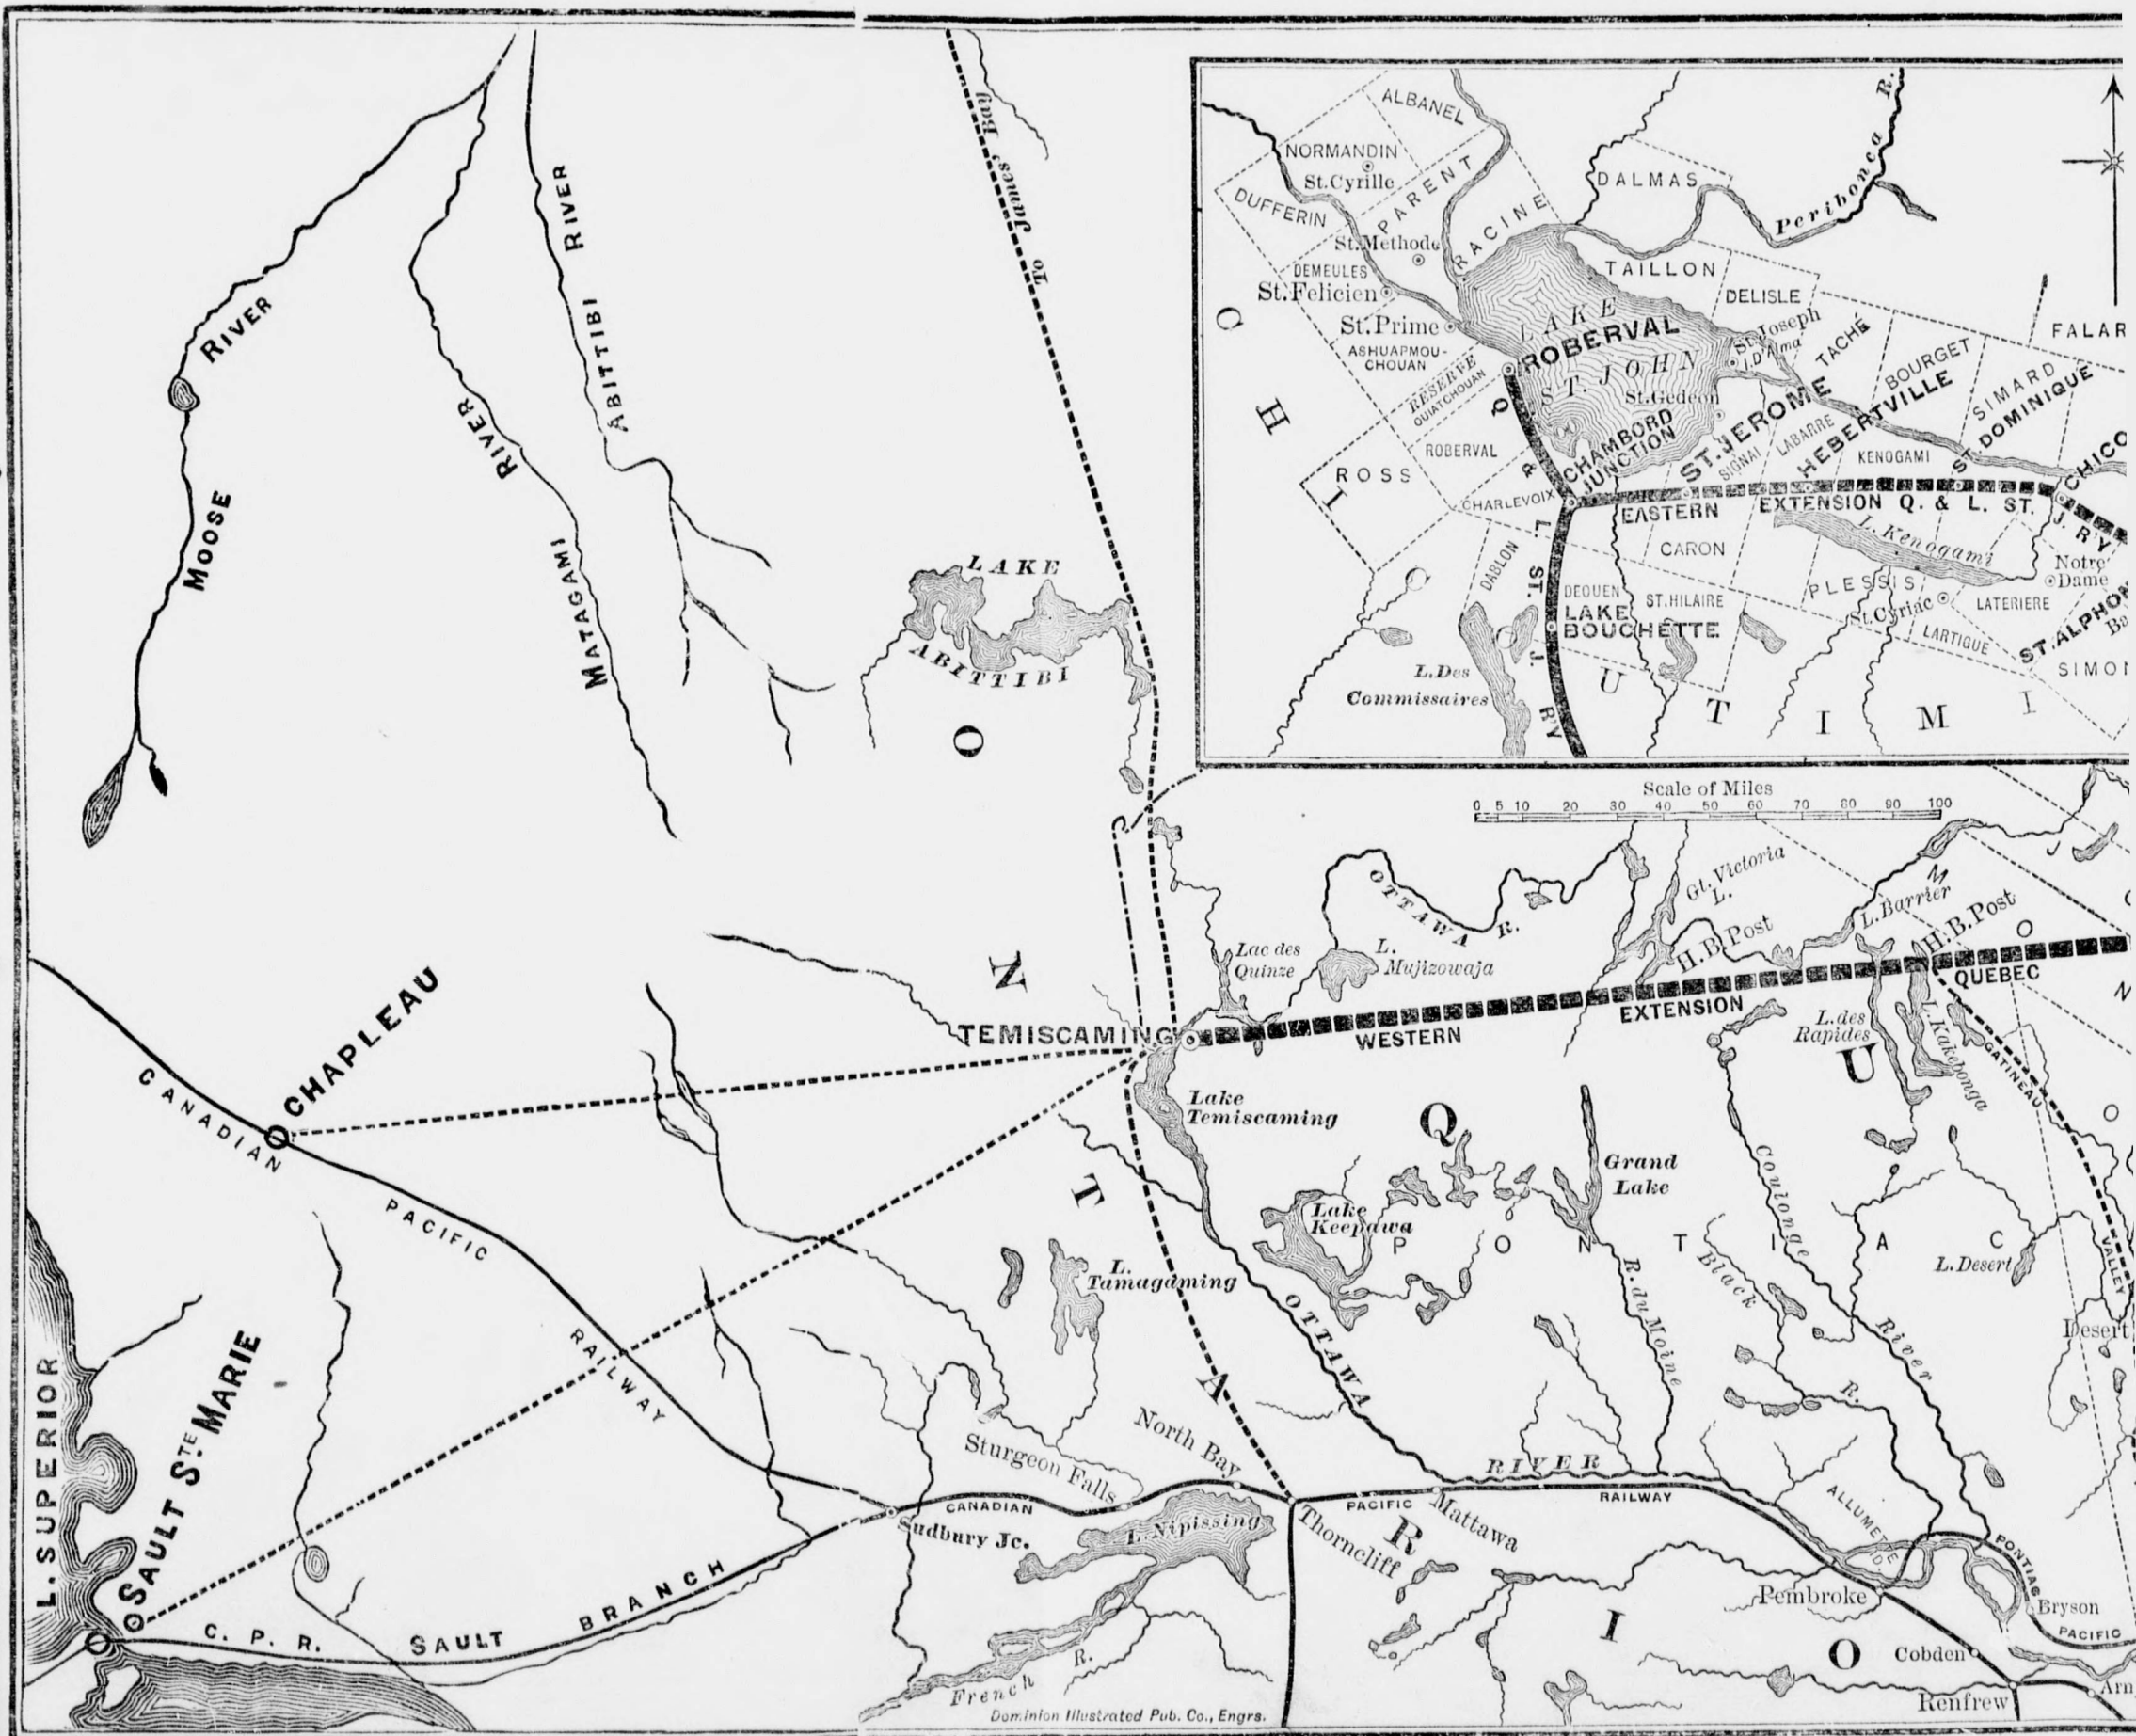 To James' Bay
RIVER
MOOSE
RIVER
MATAGAMI
RIVER
ABITTIBI
LAKE
ABITTIBI
ONTARIO
ALBANEL
NORMANDIN
St.Cyrille
DUFFERIN
PARENT
RACINE
St.Methode
DEMEULES
St.Felicien
St.Prime
ASHUAPMOU-
CHOUAN
RESERVE
OUIATCHOUAN
DALMAS
Peribonca R.
TAILLON
DELISLE
LAKE
ST. JOHN
ROBERVAL
St.Joseph
I.D'Alma
TACHÉ
St.Gedeon
BOURGET
FALAR
SIMARD
ST. DOMINIQUE
ST. JEROME
HEBERTVILLE
CHAMBORD
JUNCTION
SIGNAI
LABARRE
KENOGAMI
CHICO
ROBERVAL
ROSS
CHARLEVOIX
EASTERN EXTENSION Q. & L. ST. J. R'Y
Q & L. ST. J. R'Y
L. Kenogami
CARON
DABLON
DEQUEN
ST.HILAIRE
PLESSIS
Notre
Dame
LAKE
BOUCHETTE
St.Cyriac
LATERIERE
LARTIGUE
ST.ALPHON
Ba
SIMON
L.Des
Commissaires
CHICOUTIMI
Scale of Miles
0 5 10 20 30 40 50 60 70 80 90 100
OTTAWA R.
Gt. Victoria
L.
H.B.Post
L. Barrier
H.B.Post
Lac des
Quinze
L.
Mujizowaja
TEMISCAMING
WESTERN
EXTENSION
QUEBEC
L.des
Rapides
L. Kakebonga
GATINEAU
VALLEY
CHAPLEAU
CANADIAN
PACIFIC
RAILWAY
Lake
Temiscaming
QU
Grand
Lake
Lake
Keepawa
PONTIAC
Coulonge
River
L.Desert
Desert
L.
Tamagaming
OTTAWA
RIVER
R. du Moine
Black
R.
L. SUPERIOR
SAULT STE MARIE
C. P. R. SAULT BRANCH
Sturgeon Falls
North Bay
CANADIAN
PACIFIC
RAILWAY
Sudbury Jc.
L. Nipissing
Thorncliff
Mattawa
ALLUMETTE
ID.
PONTIAC
PACIFIC
Pembroke
Bryson
Cobden
Renfrew
Arn
French R.
Dominion Illustrated Pub. Co., Engrs.